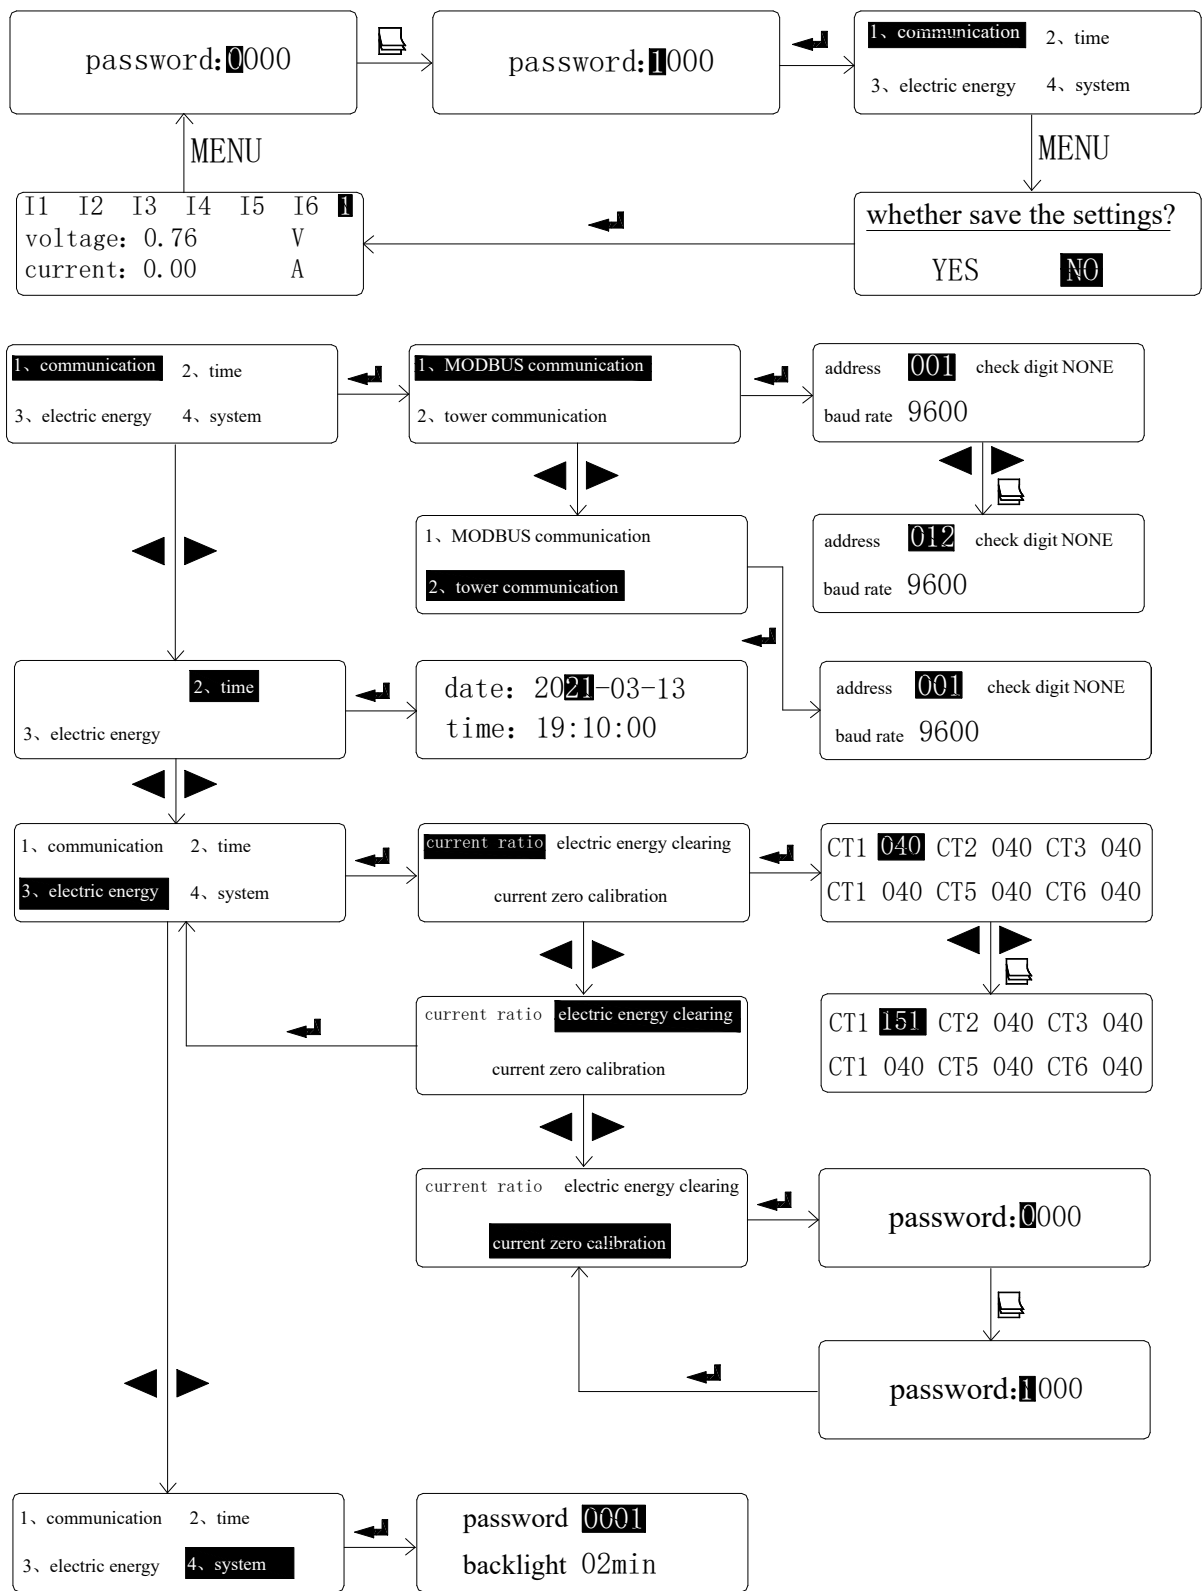 password:0000
password:1000
1、communication 2、time
3、electric energy 4、system
MENU
MENU
I1 I2 I3 I4 I5 I6 1
voltage: 0.76 V
current: 0.00 A
whether save the settings?
YES NO
1、communication 2、time
3、electric energy 4、system
1、MODBUS communication
2、tower communication
address 001 check digit NONE
baud rate 9600
1、MODBUS communication
2、tower communication
address 012 check digit NONE
baud rate 9600
2、time
3、electric energy
date: 2021-03-13
time: 19:10:00
address 001 check digit NONE
baud rate 9600
1、communication 2、time
3、electric energy 4、system
current ratio electric energy clearing
current zero calibration
CT1 040 CT2 040 CT3 040
CT1 040 CT5 040 CT6 040
current ratio electric energy clearing
current zero calibration
CT1 151 CT2 040 CT3 040
CT1 040 CT5 040 CT6 040
current ratio electric energy clearing
current zero calibration
password:0000
password:1000
1、communication 2、time
3、electric energy 4、system
password 0001
backlight 02min